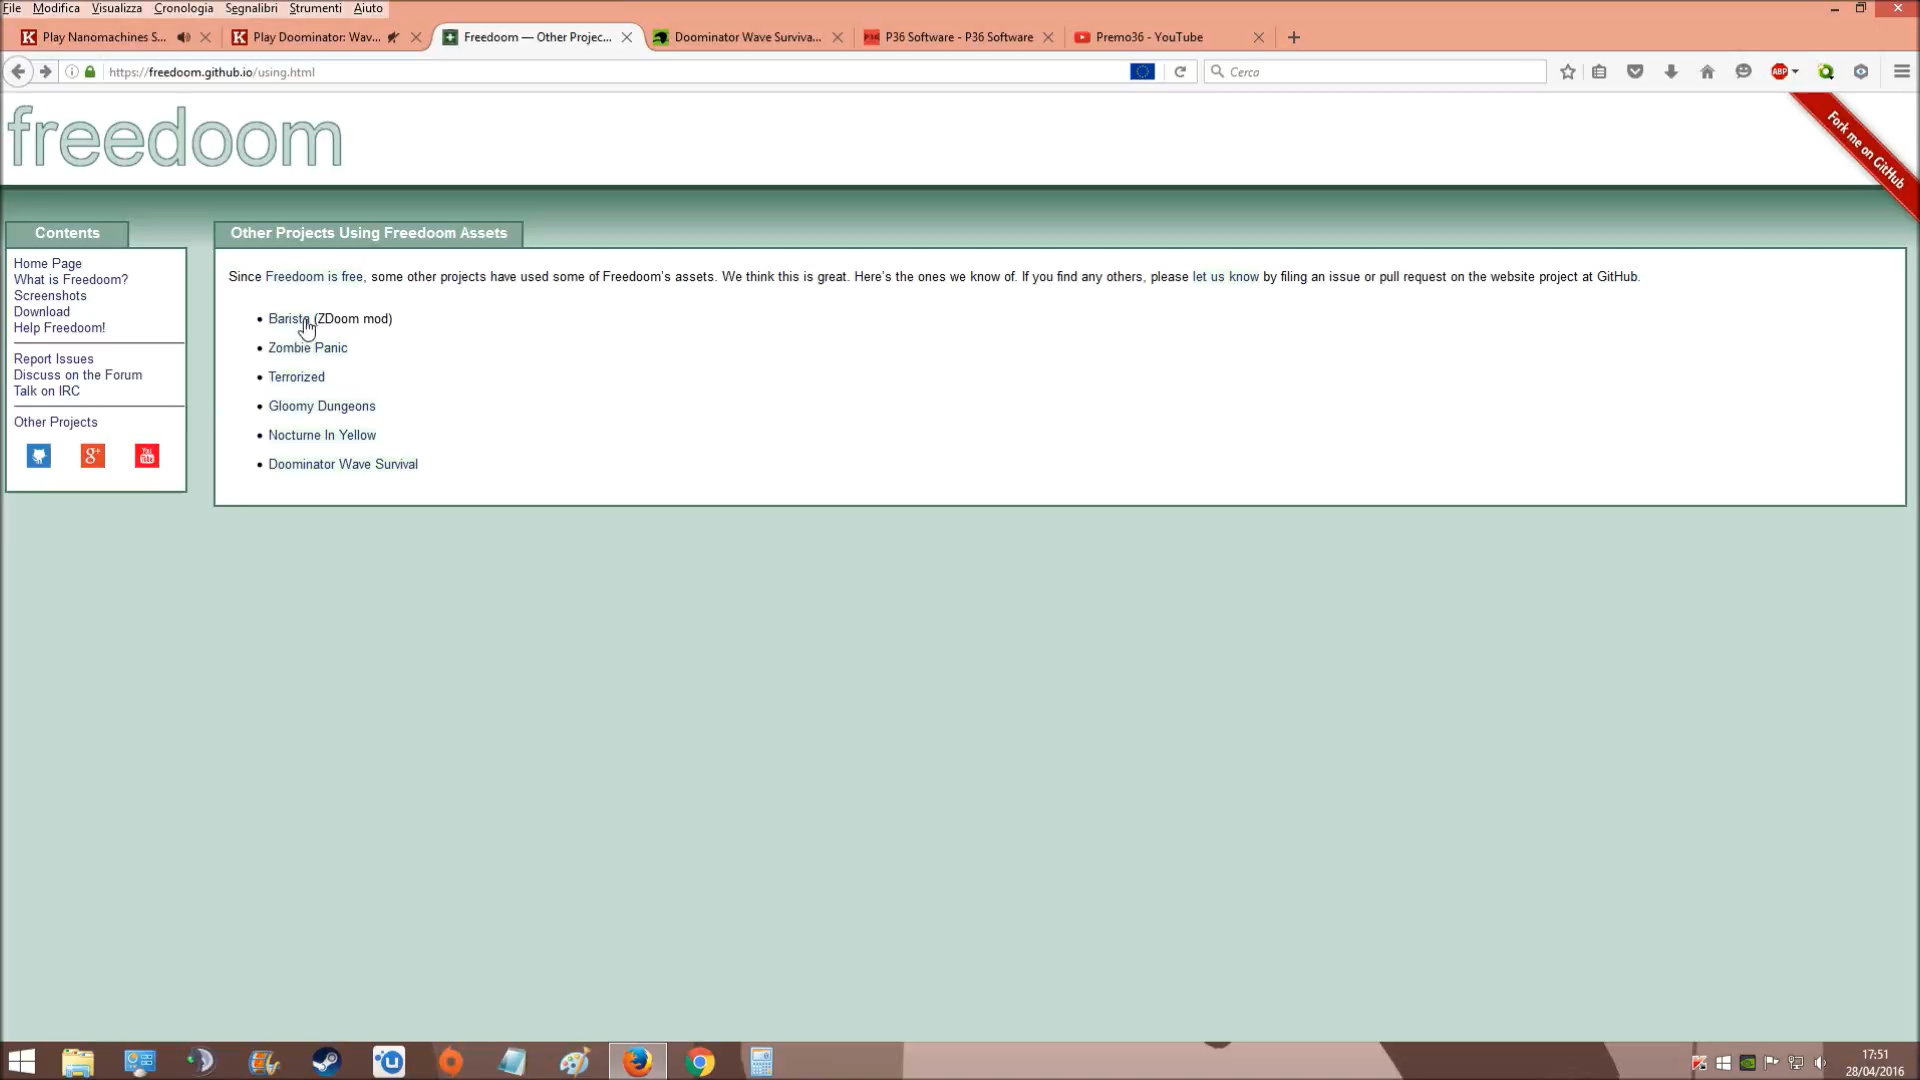 File Modifica Visualizza Cronologia Segnalibri Strumenti Aiuto
Play Nanomachines S... Play Doominator: Wav... Freedoom — Other Projec... Doominator Wave Surviva... P36 Software - P36 Software Premo36 - YouTube
https://freedoom.github.io/using.html Cerca ABP
freedoom
Fork me on GitHub
Contents
Home Page
What is Freedoom?
Screenshots
Download
Help Freedoom!
Report Issues
Discuss on the Forum
Talk on IRC
Other Projects
You Tube
Other Projects Using Freedoom Assets
Since Freedoom is free, some other projects have used some of Freedoom's assets. We think this is great. Here's the ones we know of. If you find any others, please let us know by filing an issue or pull request on the website project at GitHub.
• Barista (ZDoom mod)
• Zombie Panic
• Terrorized
• Gloomy Dungeons
• Nocturne In Yellow
• Doominator Wave Survival
17:51
28/04/2016